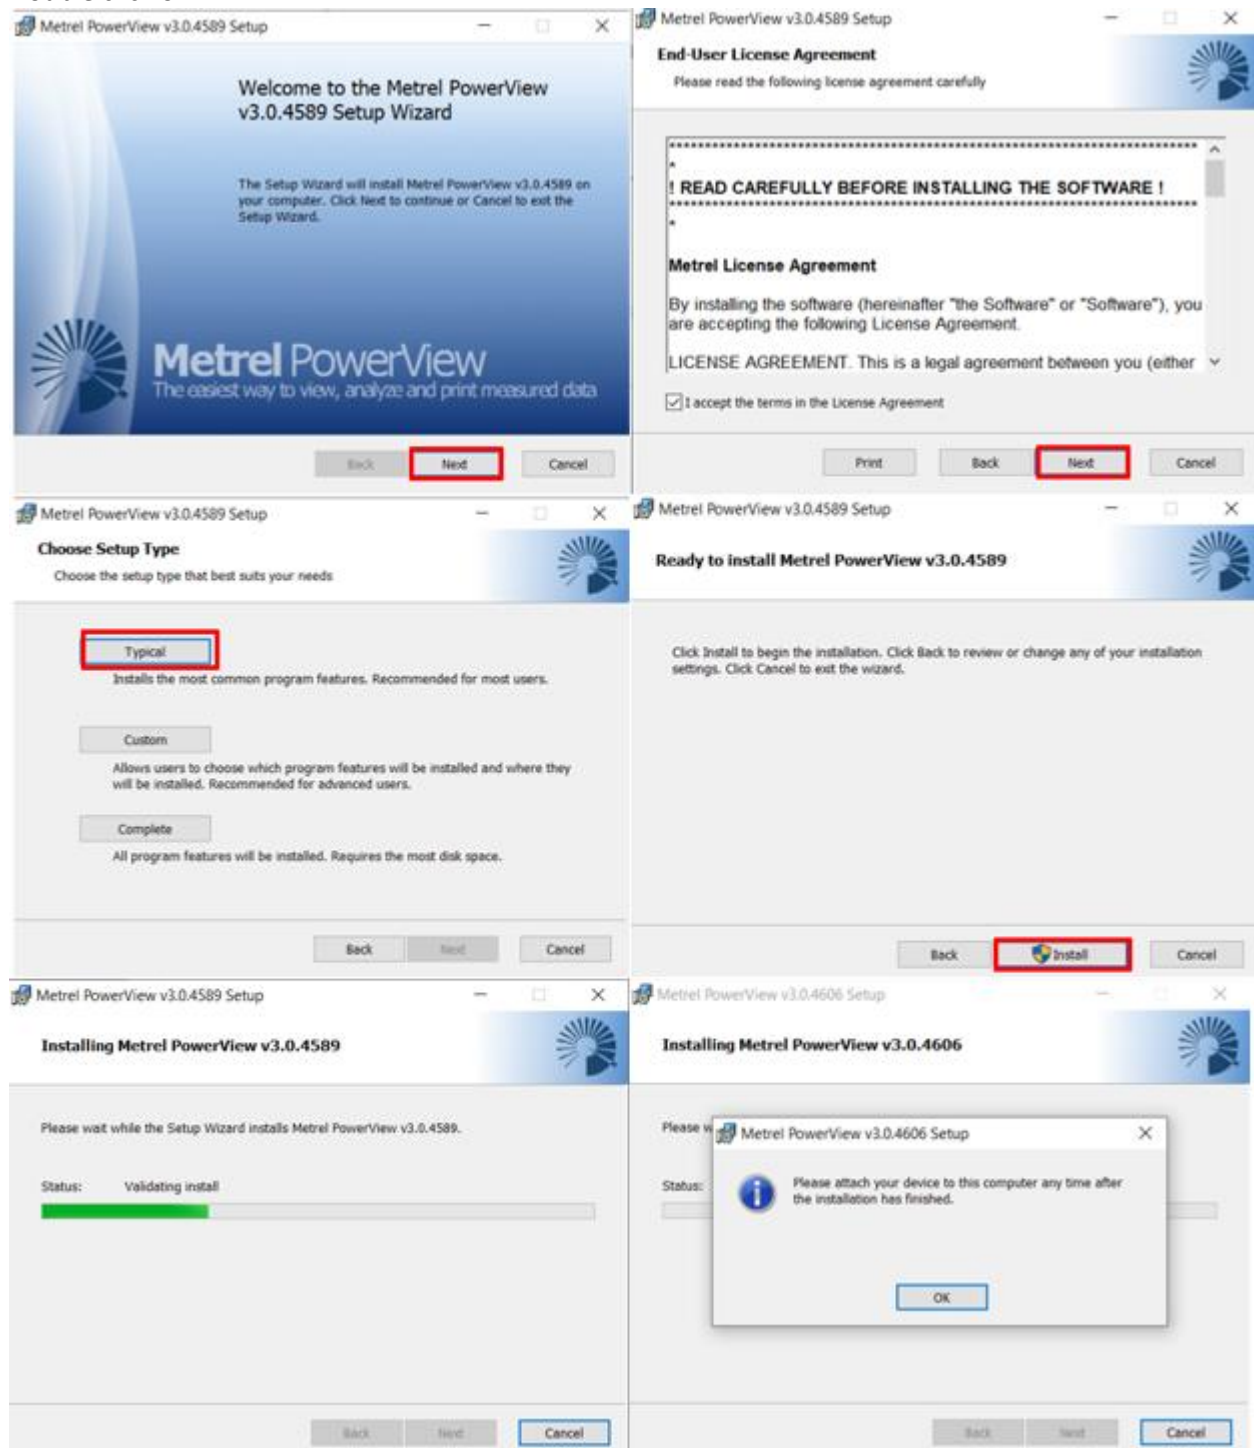 Metrel PowerView v3.0.4589 Setup
Welcome to the Metrel PowerView
v3.0.4589 Setup Wizard
The Setup Wizard will install Metrel PowerView v3.0.4589 on
your computer. Click Next to continue or Cancel to exit the
Setup Wizard.
Metrel PowerView
The easiest way to view, analyze and print measured data
Back Next Cancel
Metrel PowerView v3.0.4589 Setup
End-User License Agreement
Please read the following license agreement carefully
! READ CAREFULLY BEFORE INSTALLING THE SOFTWARE !
Metrel License Agreement
By installing the software (hereinafter "the Software" or "Software"), you
are accepting the following License Agreement.
LICENSE AGREEMENT. This is a legal agreement between you (either
I accept the terms in the License Agreement
Print Back Next Cancel
Metrel PowerView v3.0.4589 Setup
Choose Setup Type
Choose the setup type that best suits your needs
Typical
Installs the most common program features. Recommended for most users.
Custom
Allows users to choose which program features will be installed and where they
will be installed. Recommended for advanced users.
Complete
All program features will be installed. Requires the most disk space.
Back Next Cancel
Metrel PowerView v3.0.4589 Setup
Ready to install Metrel PowerView v3.0.4589
Click Install to begin the installation. Click Back to review or change any of your installation
settings. Click Cancel to exit the wizard.
Back Install Cancel
Metrel PowerView v3.0.4589 Setup
Installing Metrel PowerView v3.0.4589
Please wait while the Setup Wizard installs Metrel PowerView v3.0.4589.
Status: Validating install
Back Next Cancel
Metrel PowerView v3.0.4606 Setup
Installing Metrel PowerView v3.0.4606
Please w
Metrel PowerView v3.0.4606 Setup
Status:
Please attach your device to this computer any time after
the installation has finished.
OK
Back Next Cancel